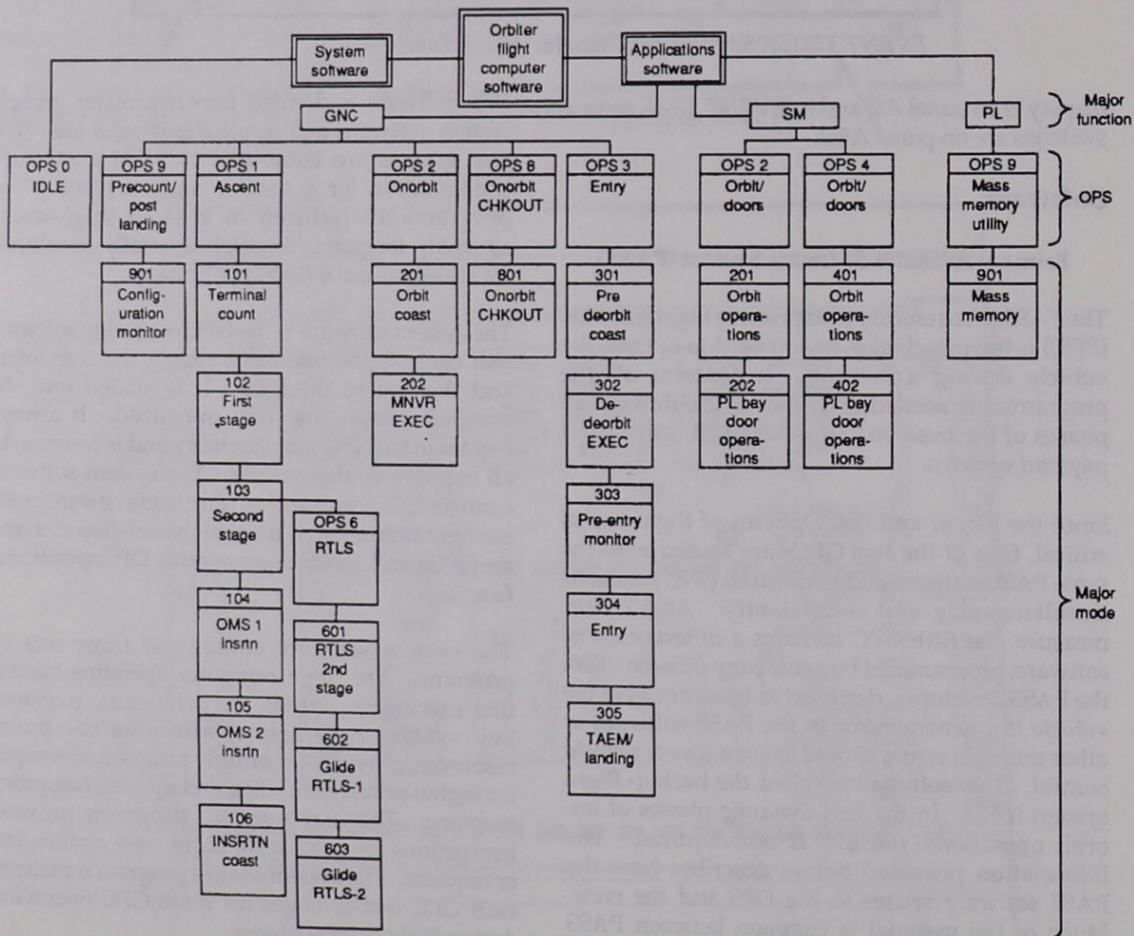 EVENT TIMER
Orbiter
flight
computer
software
System
software
Applications
software
GNC
SM
PL
Major
function
OPS 0
IDLE
OPS 9
Precount/
post
landing
OPS 1
Ascent
OPS 2
Onorbit
OPS 8
Onorbit
CHKOUT
OPS 3
Entry
OPS 2
Orbit/
doors
OPS 4
Orbit/
doors
OPS 9
Mass
memory
utility
OPS
901
Config-
uration
monitor
101
Terminal
count
201
Orbit
coast
801
Onorbit
CHKOUT
301
Pre
deorbit
coast
201
Orbit
opera-
tions
401
Orbit
opera-
tions
901
Mass
memory
102
First
stage
202
MNVR
EXEC
302
De-
deorbit
EXEC
202
PL bay
door
opera-
tions
402
PL bay
door
opera-
tions
103
Second
stage
OPS 6
RTLS
303
Pre-entry
monitor
104
OMS 1
insrn
601
RTLS
2nd
stage
304
Entry
Major
mode
105
OMS 2
insrtn
602
Glide
RTLS-1
305
TAEM/
landing
106
INSRTN
coast
603
Glide
RTLS-2